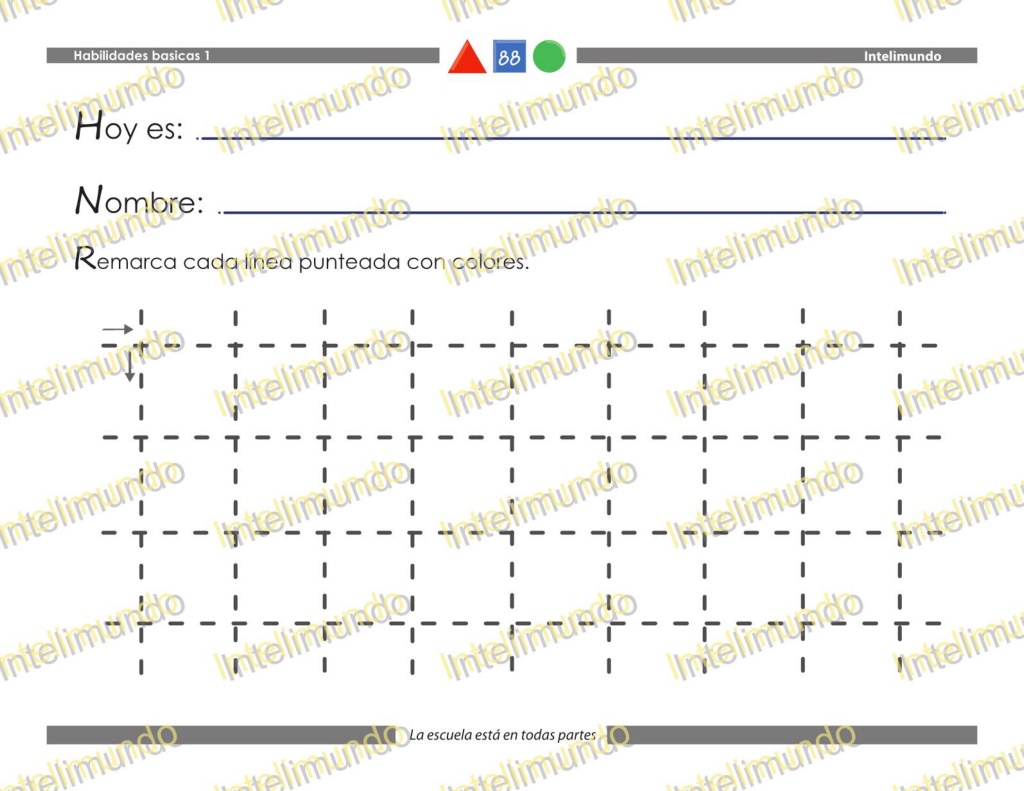 Habilidades basicas 1
88
Intelimundo
Hoy es:
Nombre:
Remarca cada línea punteada con colores.
La escuela está en todas partes
Intelimundo